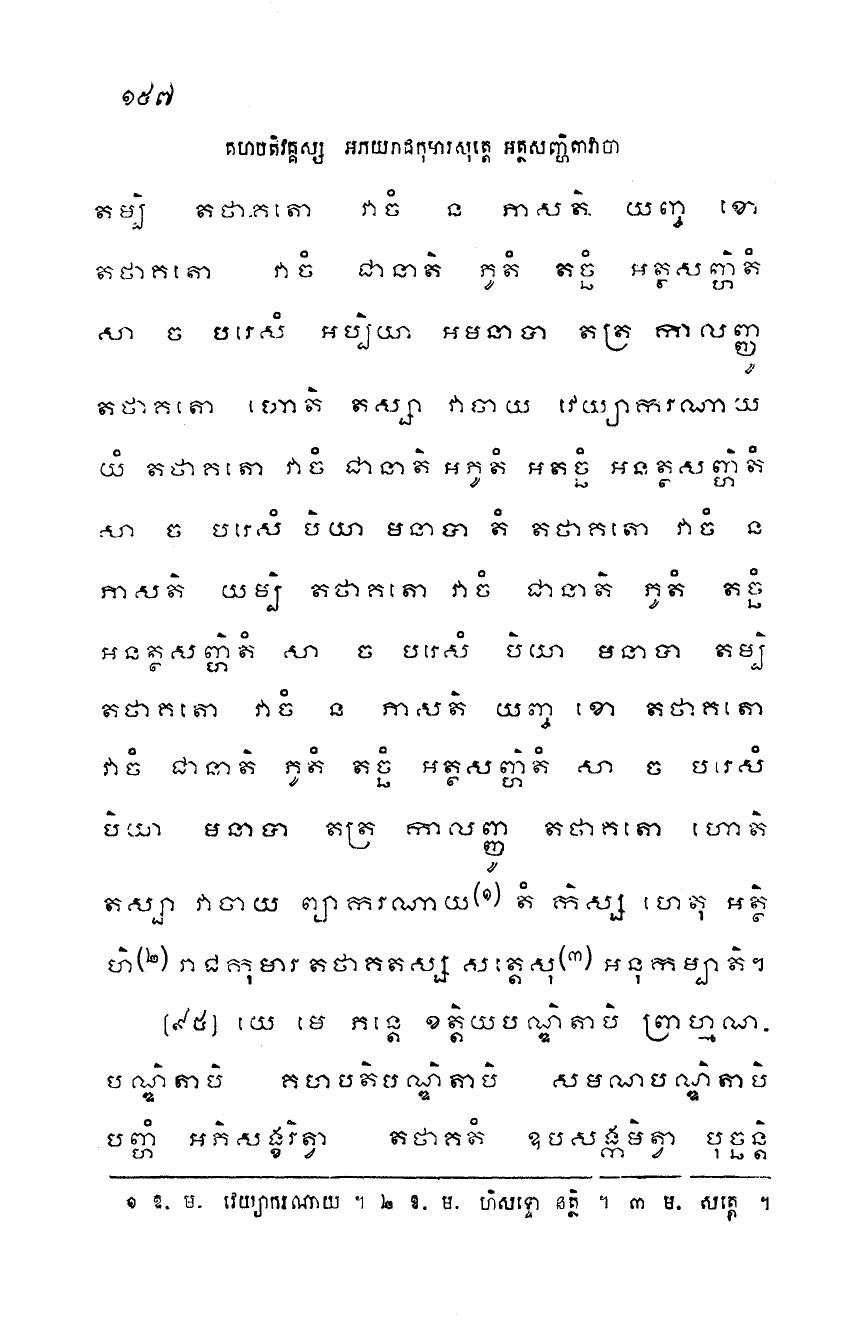 ១៥៧
គហបតិវគ្គស្ស អភយរាជកុមារសុត្តេ អត្ថសញ្ហិតាវាចា
តម្បិ តថាគតោ វាចំ ន ភាសតិ យញ្ច ខោ
តថាគតោ វាចំ ជានាតិ ភូតំ តច្ឆំ អត្ថសញ្ហិតំ
សា ច បរេសំ អប្បិយា អមនាបា តត្រ កាលញ្ញូ
តថាគតោ ហោតិ តស្សា វាចាយ វេយ្យាករណាយ
យំ តថាគតោ វាចំ ជានាតិ អភូតំ អតច្ឆំ អនត្ថសញ្ហិតំ
សា ច បរេសំ បិយា មនាបា តំ តថាគតោ វាចំ ន
ភាសតិ យម្បិ តថាគតោ វាចំ ជានាតិ ភូតំ តច្ឆំ
អនត្ថសញ្ហិតំ សា ច បរេសំ បិយា មនាបា តម្បិ
តថាគតោ វាចំ ន ភាសតិ យញ្ច ខោ តថាគតោ
វាចំ ជានាតិ ភូតំ តច្ឆំ អត្ថសញ្ហិតំ សា ច បរេសំ
បិយា មនាបា តត្រ កាលញ្ញូ តថាគតោ ហោតិ
តស្សា វាចាយ ព្យាករណាយ(១) តំ កិស្ស ហេតុ អត្ថិ
ហិ(២) រាជកុមារ តថាគតស្ស សត្តេសុ(៣) អនុកម្បាតិ។
[៩៥] យេ មេ ភន្តេ ខត្តិយបណ្ឌិតាបិ ព្រាហ្មណ.
បណ្ឌិតាបិ គហបតិបណ្ឌិតាបិ សមណបណ្ឌិតាបិ
បញ្ហំ អភិសង្ខរិត្វា តថាគតំ ឧបសង្កមិត្វា បុច្ឆន្តិ
១ ឱ. ម. វេយ្យាករណាយ ។ ២ ឱ. ម. ហិសទ្ទោ នត្ថិ ។ ៣ ម. សត្តេ ។